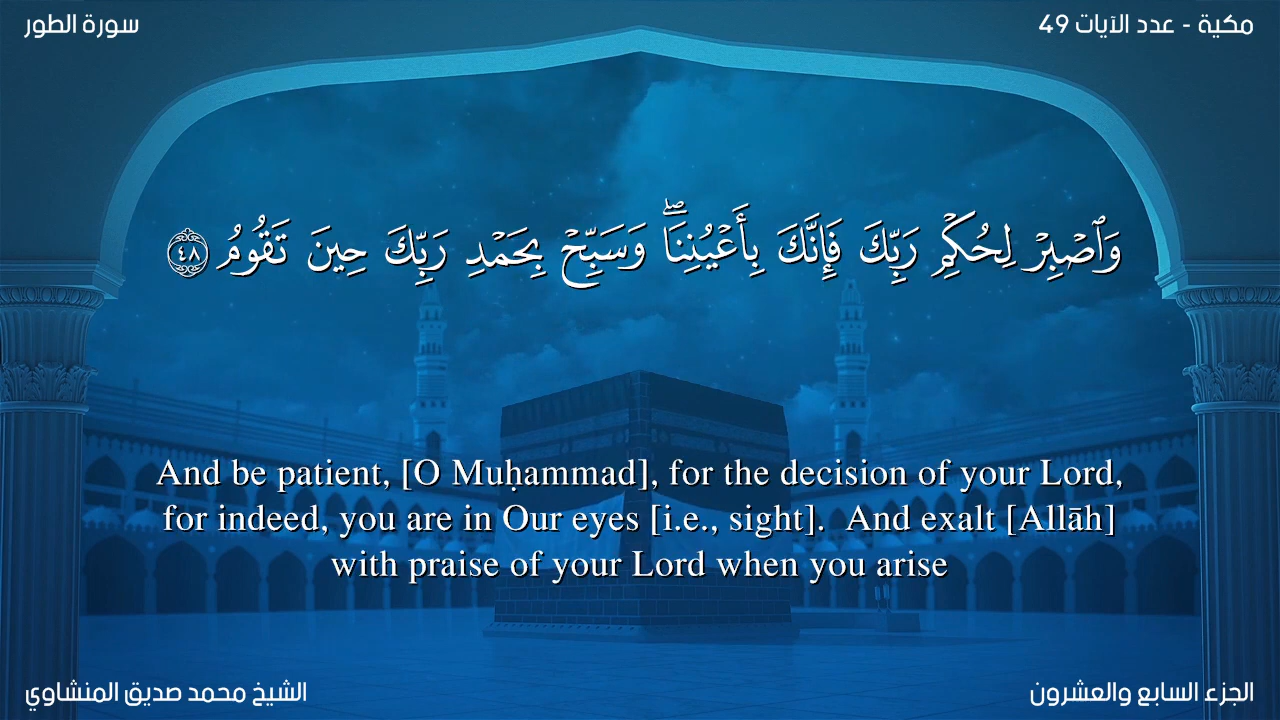 مكية - عدد الآيات 49
سورة الطور
وَٱصْبِرْ لِحُكْمِ رَبِّكَ فَإِنَّكَ بِأَعْيُنِنَاۖ وَسَبِّحْ بِحَمْدِ رَبِّكَ حِينَ تَقُومُ ٤٨
And be patient, [O Muḥammad], for the decision of your Lord,
for indeed, you are in Our eyes [i.e., sight]. And exalt [Allāh]
with praise of your Lord when you arise
الجزء السابع والعشرون
الشيخ محمد صديق المنشاوي